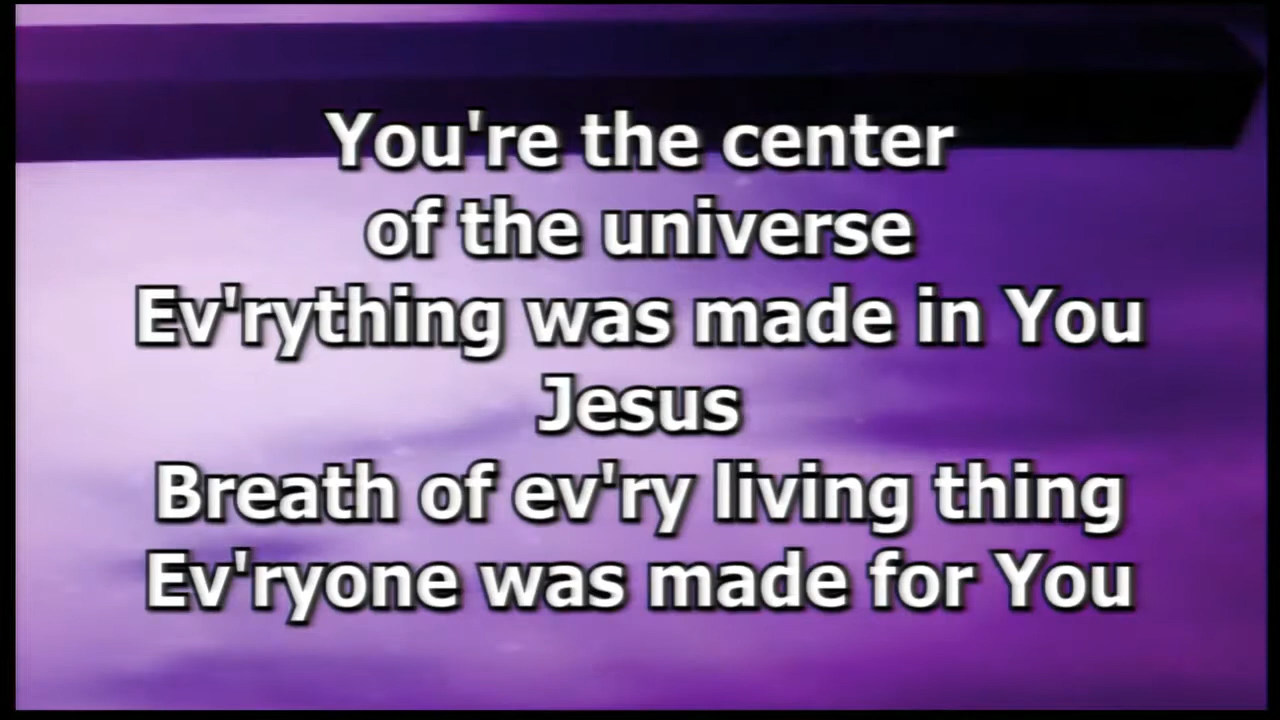 You're the center
of the universe
Ev'rything was made in You
Jesus
Breath of ev'ry living thing
Ev'ryone was made for You